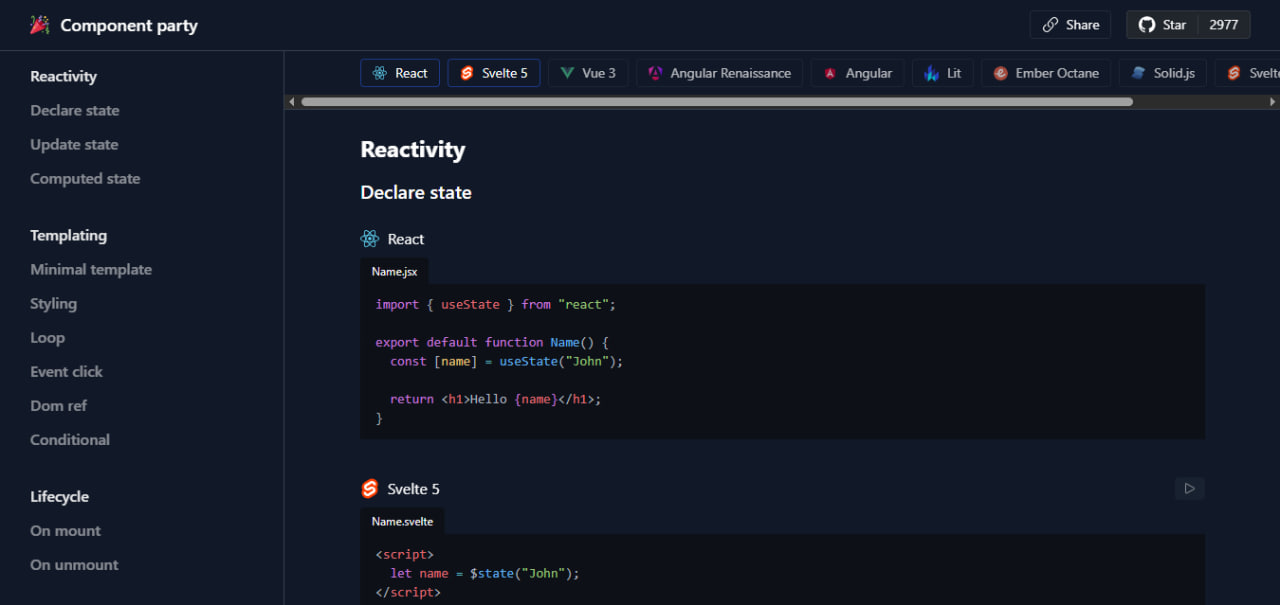 Component party
Share
Star 2977
Reactivity
Declare state
Update state
Computed state
Templating
Minimal template
Styling
Loop
Event click
Dom ref
Conditional
Lifecycle
On mount
On unmount
React Svelte 5 Vue 3 Angular Renaissance Angular Lit Ember Octane Solid.js Svelte
Reactivity
Declare state
React
Name.jsx
import { useState } from "react";
export default function Name() {
  const [name] = useState("John");
  return <h1>Hello {name}</h1>;
}
Svelte 5
Name.svelte
<script>
  let name = $state("John");
</script>